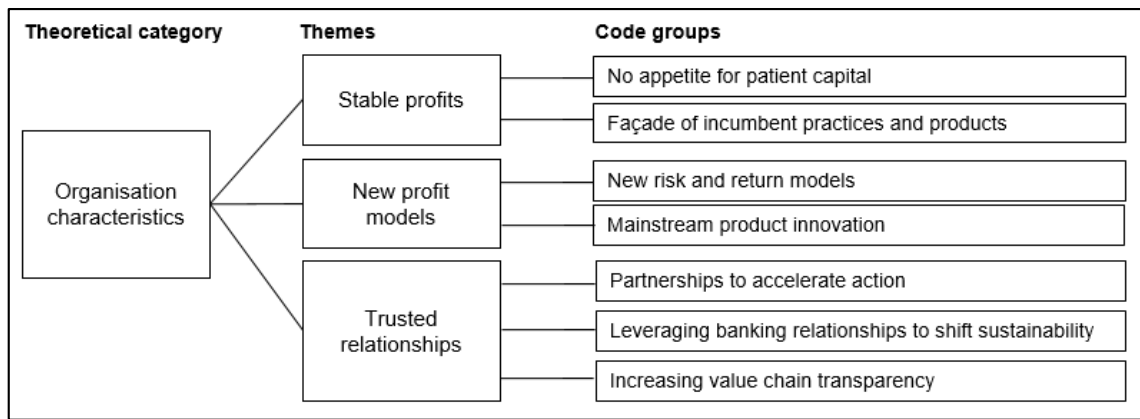 Theoretical category
Themes
Code groups
Organisation
characteristics
Stable profits
No appetite for patient capital
Façade of incumbent practices and products
New profit
models
New risk and return models
Mainstream product innovation
Trusted
relationships
Partnerships to accelerate action
Leveraging banking relationships to shift sustainability
Increasing value chain transparency